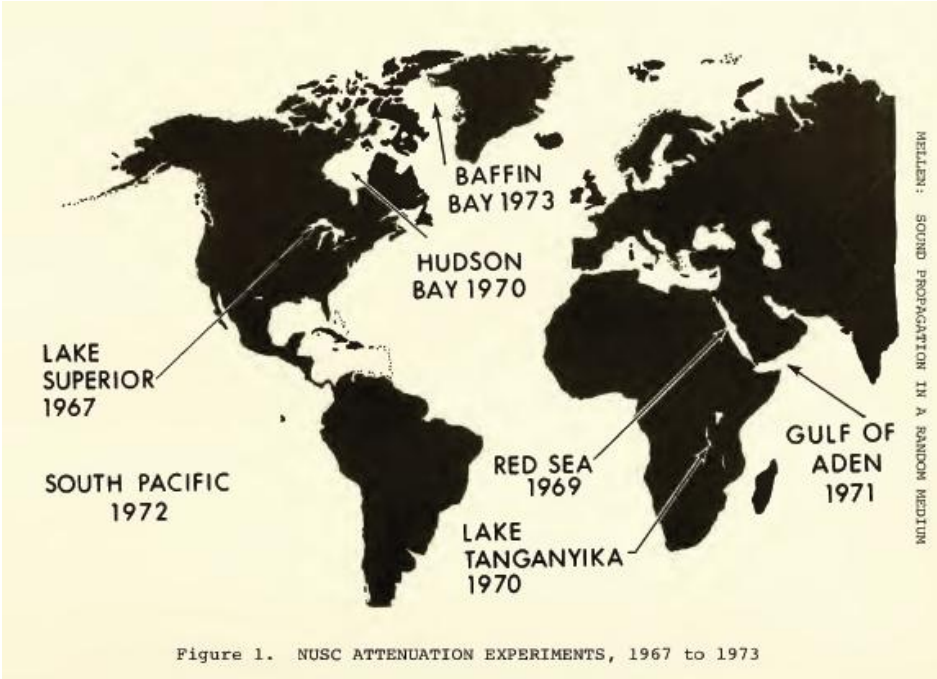 BAFFIN
BAY 1973
HUDSON
BAY 1970
LAKE
SUPERIOR
1967
SOUTH PACIFIC
1972
RED SEA
1969
LAKE
TANGANYIKA
1970
GULF OF
ADEN
1971
MELLEN: SOUND PROPAGATION IN A RANDOM MEDIUM
Figure 1. NUSC ATTENUATION EXPERIMENTS, 1967 to 1973